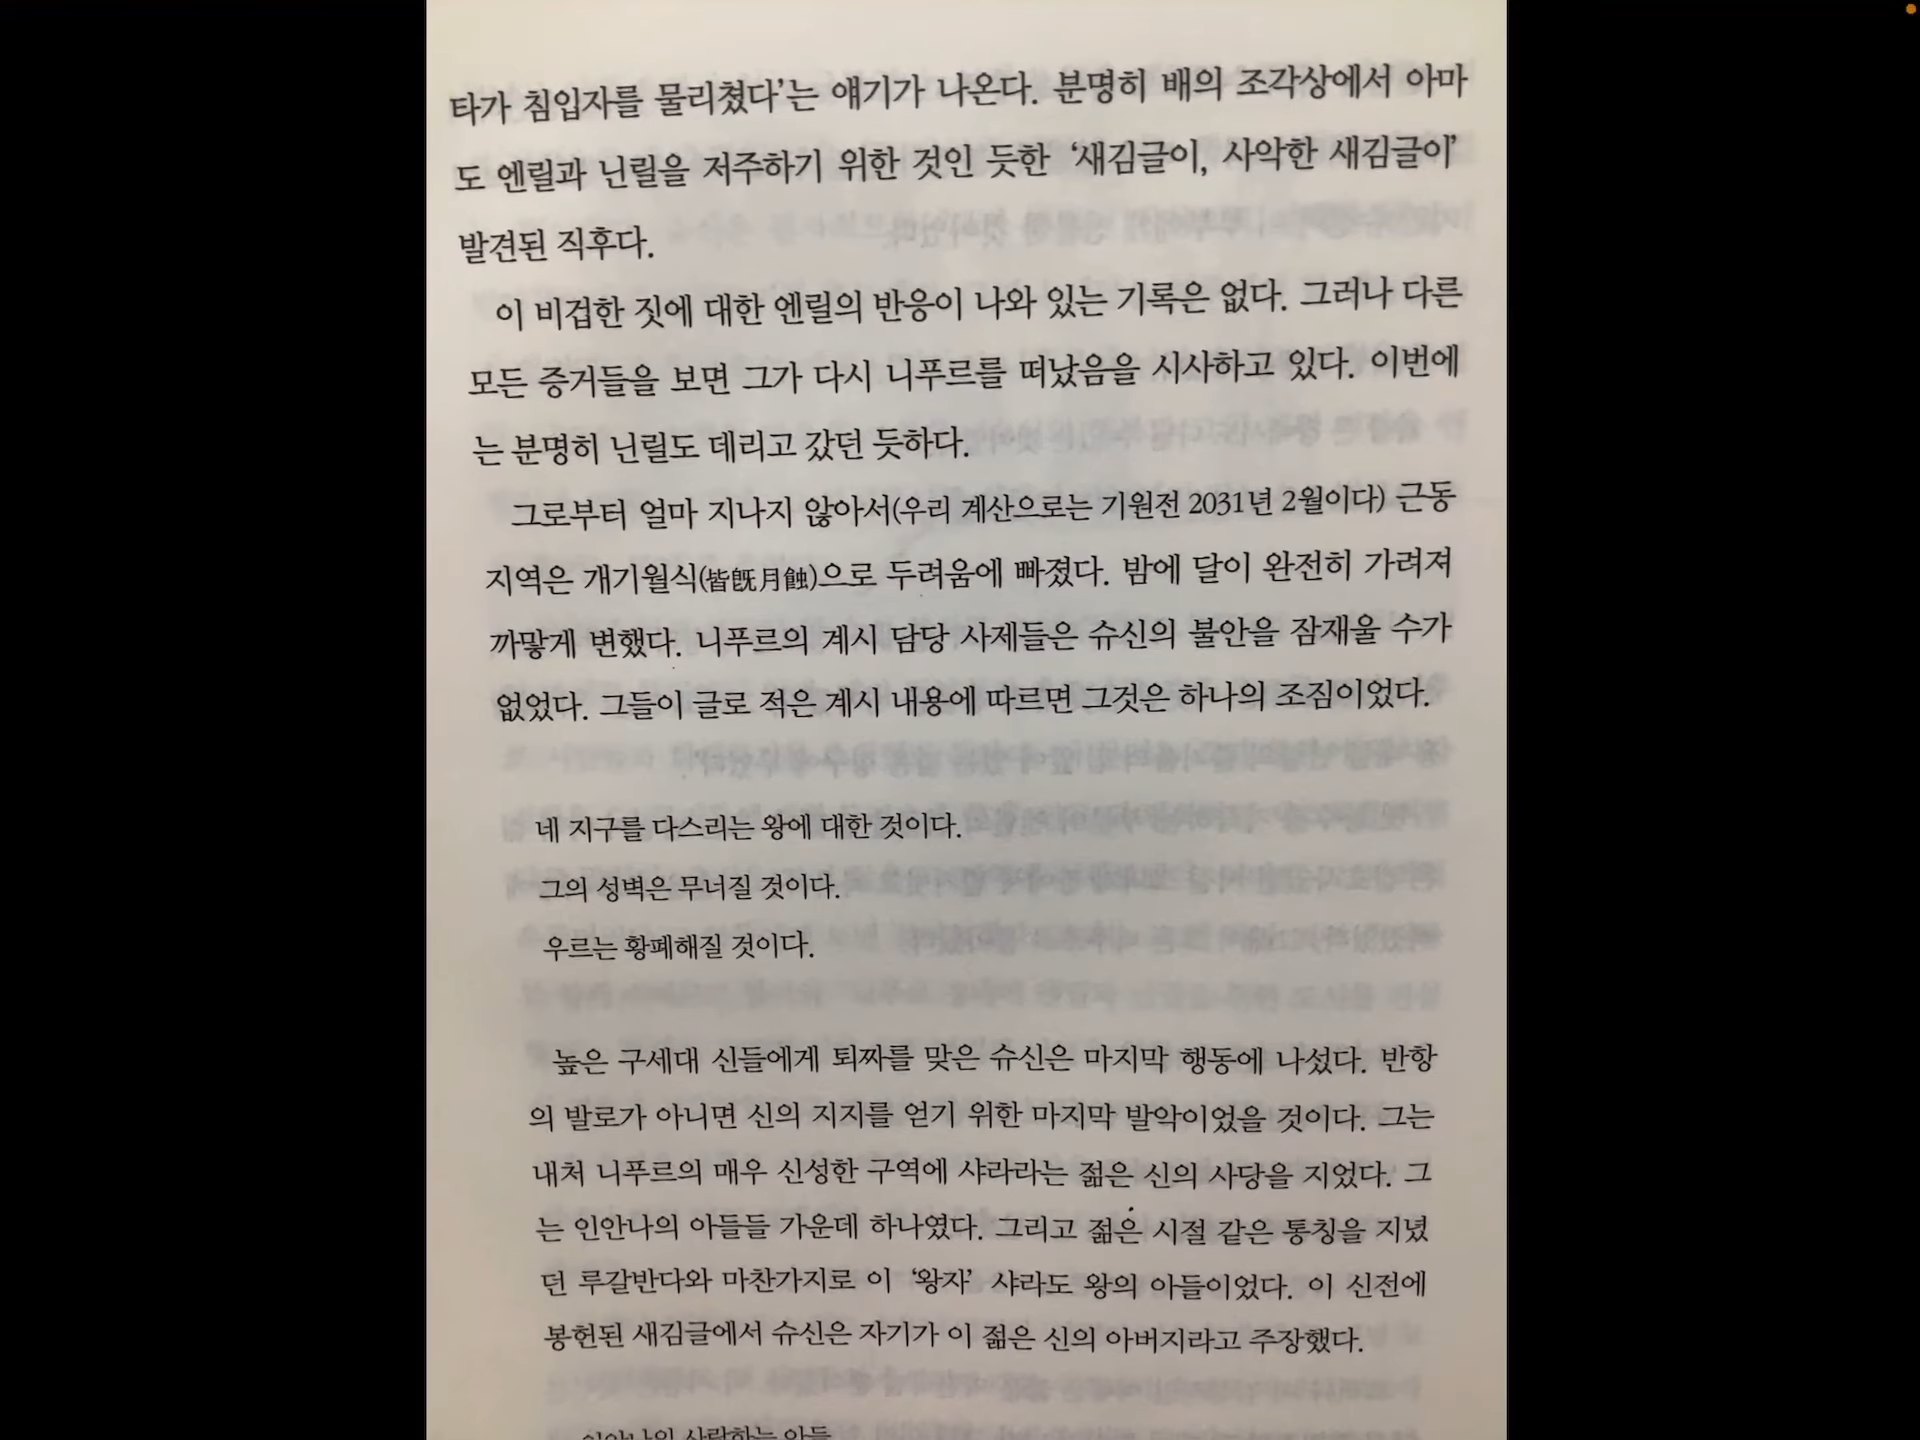 타가 침입자를 물리쳤다’는 얘기가 나온다. 분명히 배의 조각상에서 아마
도 엔릴과 닌릴을 저주하기 위한 것인 듯한 ‘새김글이, 사악한 새김글이’
발견된 직후다.
이 비겁한 짓에 대한 엔릴의 반응이 나와 있는 기록은 없다. 그러나 다른
모든 증거들을 보면 그가 다시 니푸르를 떠났음을 시사하고 있다. 이번에
는 분명히 닌릴도 데리고 갔던 듯하다.
그로부터 얼마 지나지 않아서(우리 계산으로는 기원전 2031년 2월이다) 근동
지역은 개기월식(皆旣月蝕)으로 두려움에 빠졌다. 밤에 달이 완전히 가려져
까맣게 변했다. 니푸르의 계시 담당 사제들은 슈신의 불안을 잠재울 수가
없었다. 그들이 글로 적은 계시 내용에 따르면 그것은 하나의 조짐이었다.
네 지구를 다스리는 왕에 대한 것이다.
그의 성벽은 무너질 것이다.
우르는 황폐해질 것이다.
높은 구세대 신들에게 퇴짜를 맞은 슈신은 마지막 행동에 나섰다. 반항
의 발로가 아니면 신의 지지를 얻기 위한 마지막 발악이었을 것이다. 그는
내처 니푸르의 매우 신성한 구역에 샤라라는 젊은 신의 사당을 지었다. 그
는 인안나의 아들들 가운데 하나였다. 그리고 젊은 시절 같은 통칭을 지녔
던 루갈반다와 마찬가지로 이 ‘왕자’ 샤라도 왕의 아들이었다. 이 신전에
봉헌된 새김글에서 슈신은 자기가 이 젊은 신의 아버지라고 주장했다.